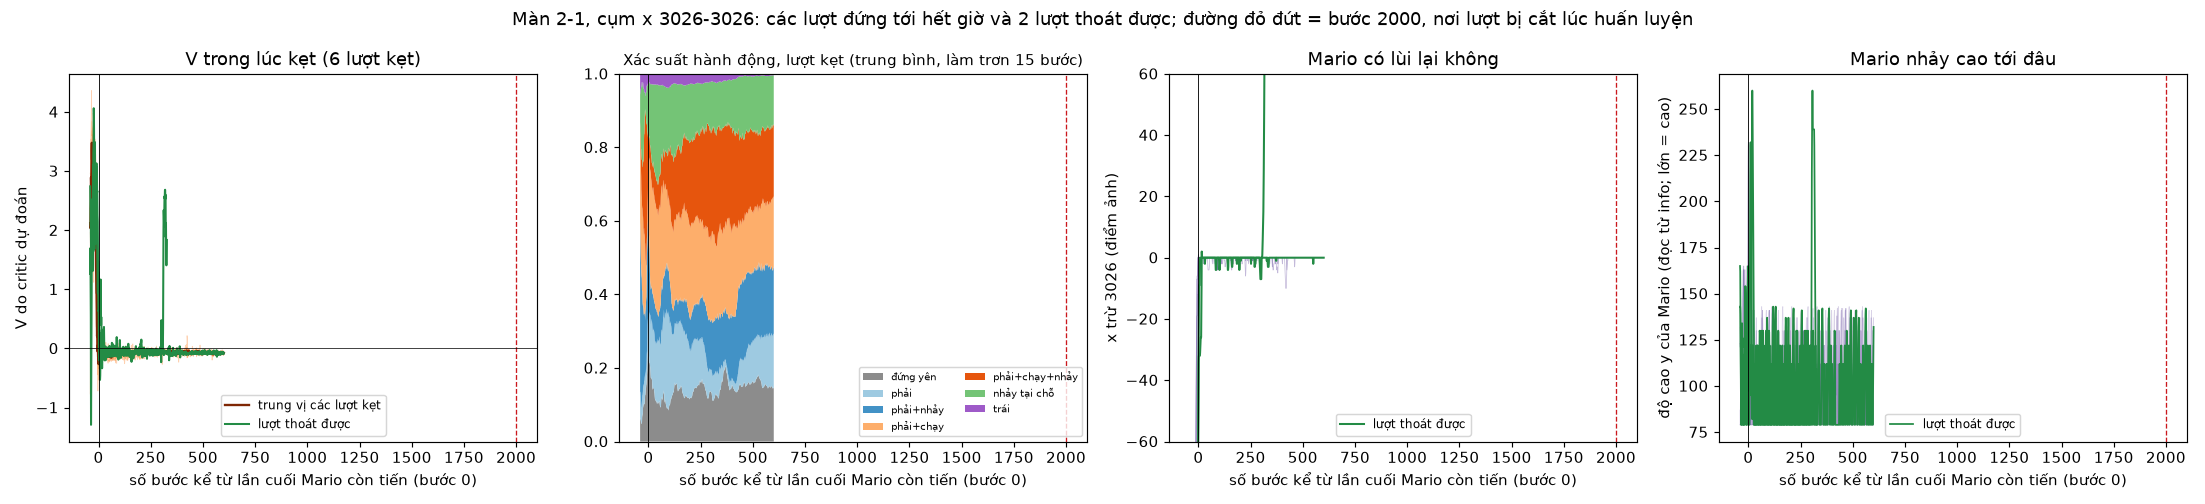 Màn 2-1, cụm x 3026-3026: các lượt đứng tới hết giờ và 2 lượt thoát được; đường đỏ đứt = bước 2000, nơi lượt bị cắt lúc huấn luyện
V trong lúc kẹt (6 lượt kẹt)
V do critic dự đoán
4
3
2
1
0
−1
trung vị các lượt kẹt
lượt thoát được
0 250 500 750 1000 1250 1500 1750 2000
số bước kể từ lần cuối Mario còn tiến (bước 0)
Xác suất hành động, lượt kẹt (trung bình, làm trơn 15 bước)
1.0
0.8
0.6
0.4
0.2
0.0
đứng yên
phải
phải+nhảy
phải+chạy
phải+chạy+nhảy
nhảy tại chỗ
trái
0 250 500 750 1000 1250 1500 1750 2000
số bước kể từ lần cuối Mario còn tiến (bước 0)
Mario có lùi lại không
x trừ 3026 (điểm ảnh)
60
40
20
0
−20
−40
−60
lượt thoát được
0 250 500 750 1000 1250 1500 1750 2000
số bước kể từ lần cuối Mario còn tiến (bước 0)
Mario nhảy cao tới đâu
độ cao y của Mario (đọc từ info; lớn = cao)
250
225
200
175
150
125
100
75
lượt thoát được
0 250 500 750 1000 1250 1500 1750 2000
số bước kể từ lần cuối Mario còn tiến (bước 0)